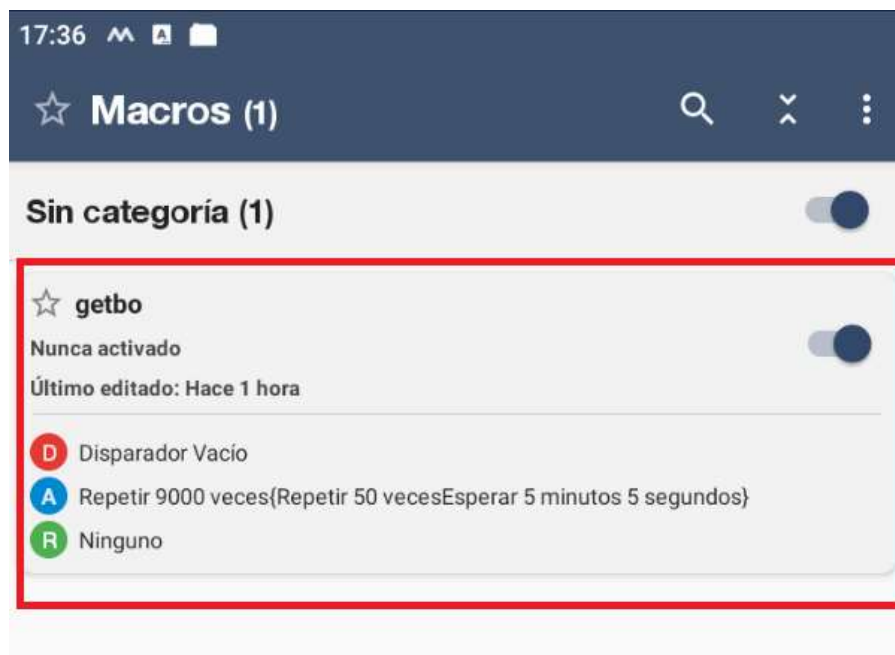 17:36
Macros (1)
Sin categoría (1)
getbo
Nunca activado
Último editado: Hace 1 hora
D Disparador Vacío
A Repetir 9000 veces{Repetir 50 vecesEsperar 5 minutos 5 segundos}
R Ninguno